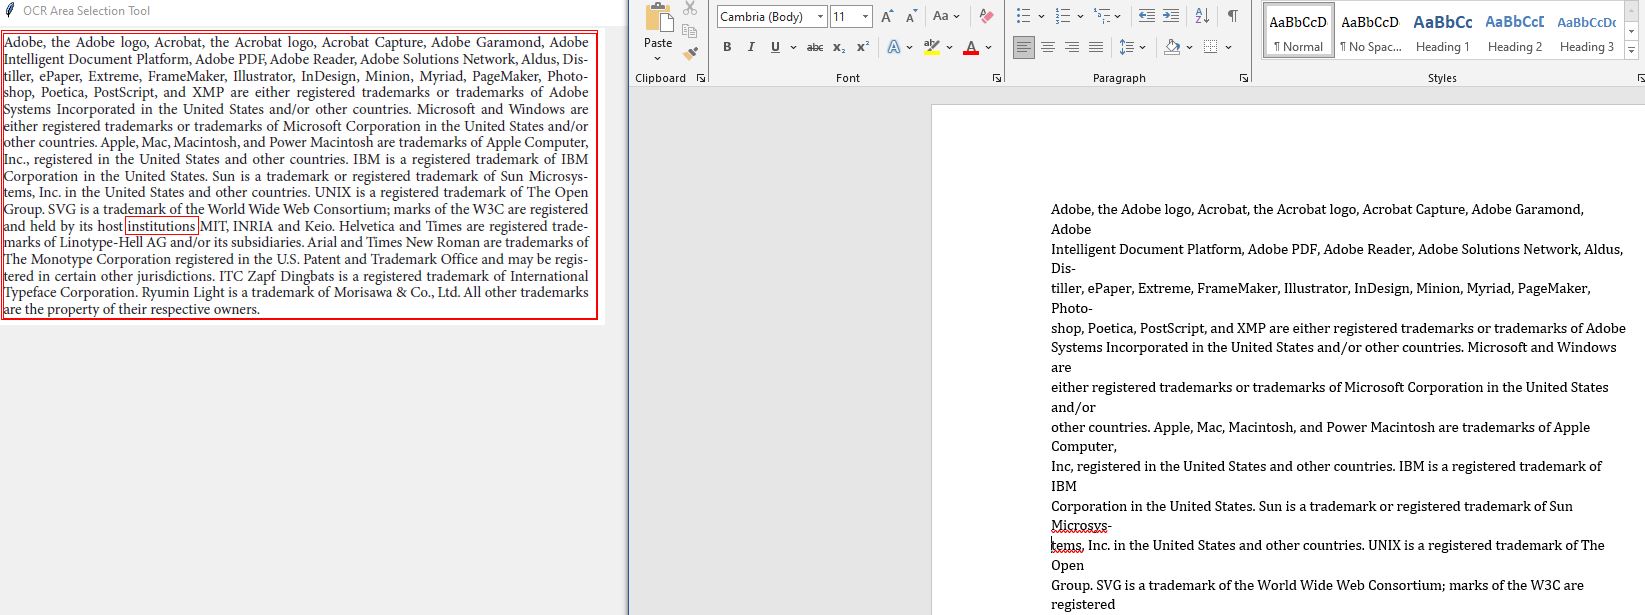 OCR Area Selection Tool
Adobe, the Adobe logo, Acrobat, the Acrobat logo, Acrobat Capture, Adobe Garamond, Adobe
Intelligent Document Platform, Adobe PDF, Adobe Reader, Adobe Solutions Network, Aldus, Dis-
tiller, ePaper, Extreme, FrameMaker, Illustrator, InDesign, Minion, Myriad, PageMaker, Photo-
shop, Poetica, PostScript, and XMP are either registered trademarks or trademarks of Adobe
Systems Incorporated in the United States and/or other countries. Microsoft and Windows are
either registered trademarks or trademarks of Microsoft Corporation in the United States and/or
other countries. Apple, Mac, Macintosh, and Power Macintosh are trademarks of Apple Computer,
Inc., registered in the United States and other countries. IBM is a registered trademark of IBM
Corporation in the United States. Sun is a trademark or registered trademark of Sun Microsys-
tems, Inc. in the United States and other countries. UNIX is a registered trademark of The Open
Group. SVG is a trademark of the World Wide Web Consortium; marks of the W3C are registered
and held by its host institutions MIT, INRIA and Keio. Helvetica and Times are registered trade-
marks of Linotype-Hell AG and/or its subsidiaries. Arial and Times New Roman are trademarks of
The Monotype Corporation registered in the U.S. Patent and Trademark Office and may be regis-
tered in certain other jurisdictions. ITC Zapf Dingbats is a registered trademark of International
Typeface Corporation. Ryumin Light is a trademark of Morisawa & Co., Ltd. All other trademarks
are the property of their respective owners.
Paste
Clipboard
Cambria (Body) 11 A A Aa
B I U abc x₂ x² A aby A
Font
Paragraph
AaBbCcD AaBbCcD AaBbCc AaBbCcE AaBbCcDc
¶ Normal ¶ No Spac... Heading 1 Heading 2 Heading 3
Styles
Adobe, the Adobe logo, Acrobat, the Acrobat logo, Acrobat Capture, Adobe Garamond,
Adobe
Intelligent Document Platform, Adobe PDF, Adobe Reader, Adobe Solutions Network, Aldus,
Dis-
tiller, ePaper, Extreme, FrameMaker, Illustrator, InDesign, Minion, Myriad, PageMaker,
Photo-
shop, Poetica, PostScript, and XMP are either registered trademarks or trademarks of Adobe
Systems Incorporated in the United States and/or other countries. Microsoft and Windows
are
either registered trademarks or trademarks of Microsoft Corporation in the United States
and/or
other countries. Apple, Mac, Macintosh, and Power Macintosh are trademarks of Apple
Computer,
Inc, registered in the United States and other countries. IBM is a registered trademark of
IBM
Corporation in the United States. Sun is a trademark or registered trademark of Sun
Microsys-
tems, Inc. in the United States and other countries. UNIX is a registered trademark of The
Open
Group. SVG is a trademark of the World Wide Web Consortium; marks of the W3C are
registered